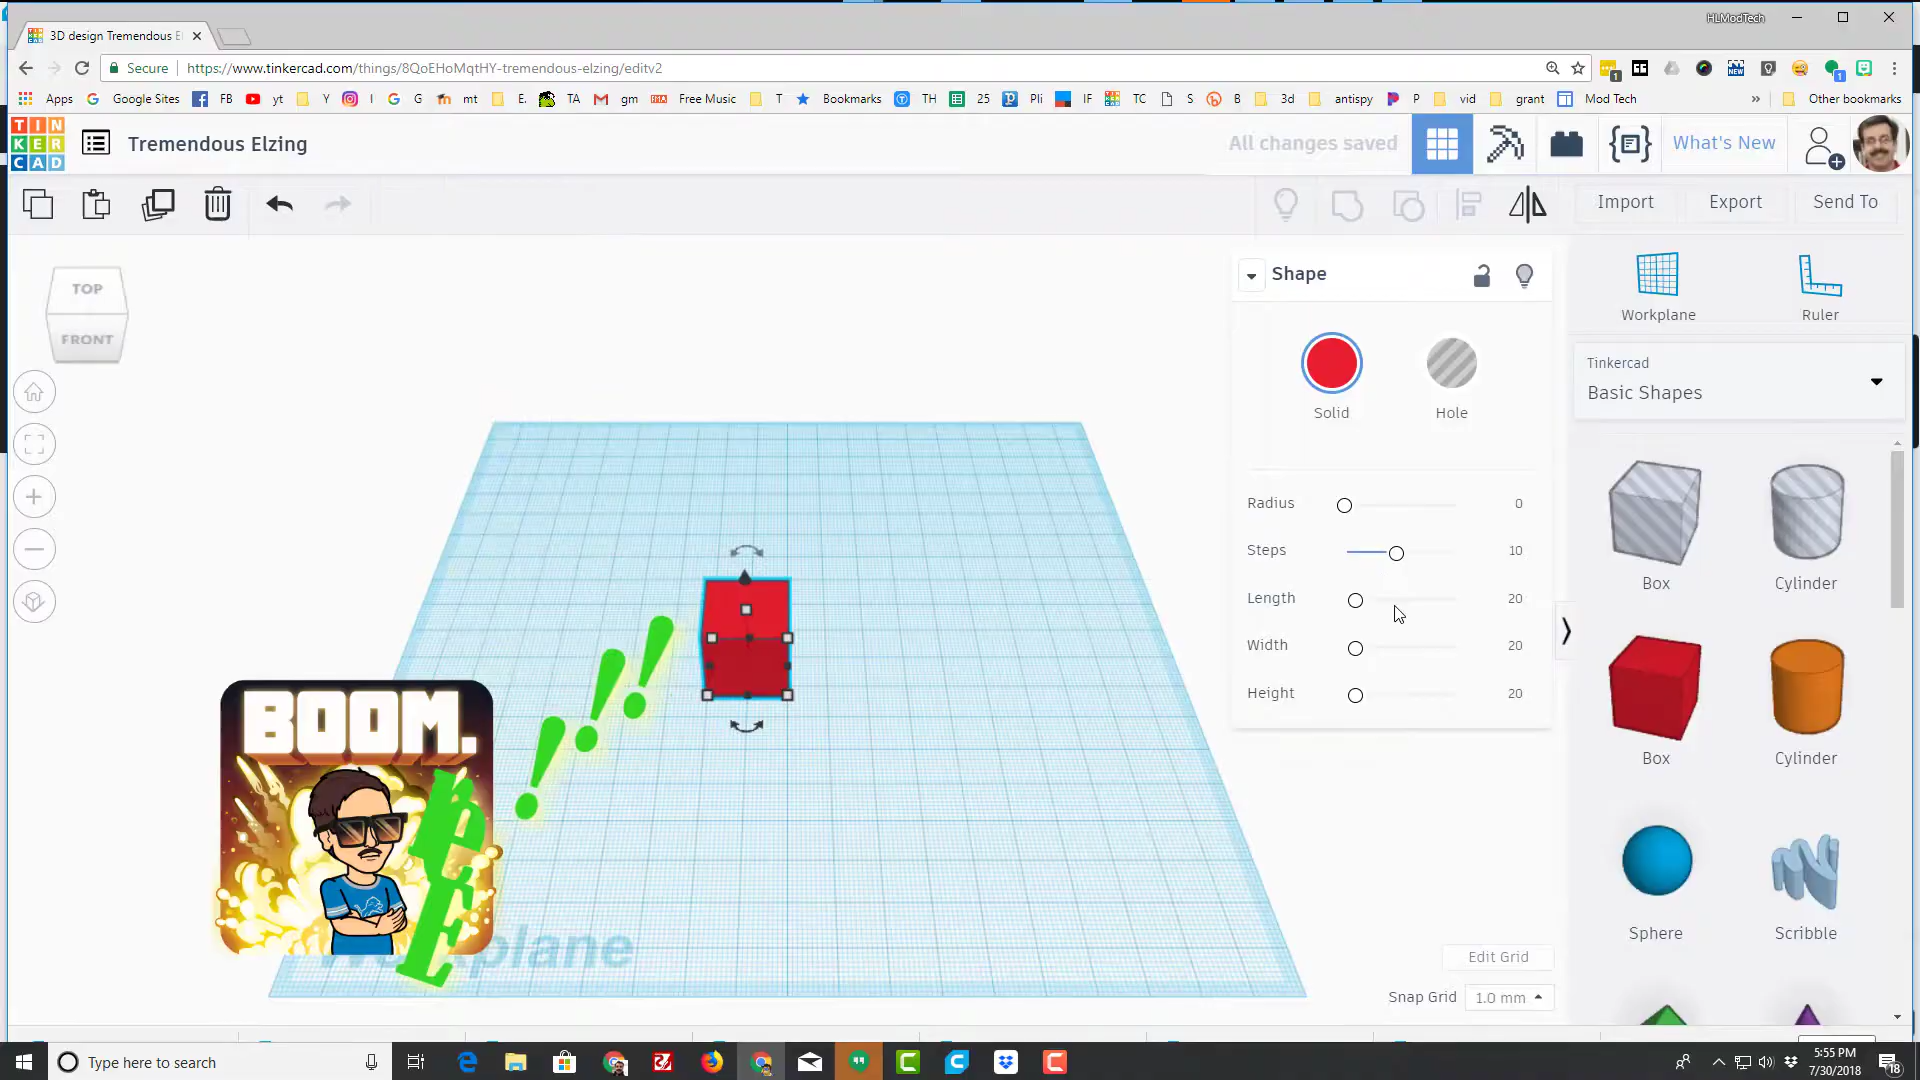 HLModTech
3D design Tremendous E
Secure
https://www.tinkercad.com/things/8QoEHoMqtHY-tremendous-elzing/editv2
Apps
Google Sites
FB
yt
Y
I
G
G
mt
E.
TA
gm
Free Music
T
Bookmarks
TH
25
Pli
IF
TC
S
B
3d
antispy
P
vid
grant
Mod Tech
»
Other bookmarks
TIN
KER
CAD
Tremendous Elzing
All changes saved
What's New
Import
Export
Send To
TOP
FRONT
Shape
Solid
Hole
Radius 0
Steps 10
Length 20
Width 20
Height 20
Workplane
Ruler
Tinkercad
Basic Shapes
Box
Cylinder
Box
Cylinder
Sphere
Scribble
BOOM.
Edit Grid
Snap Grid 1.0 mm
Type here to search
5:55 PM
7/30/2018
18